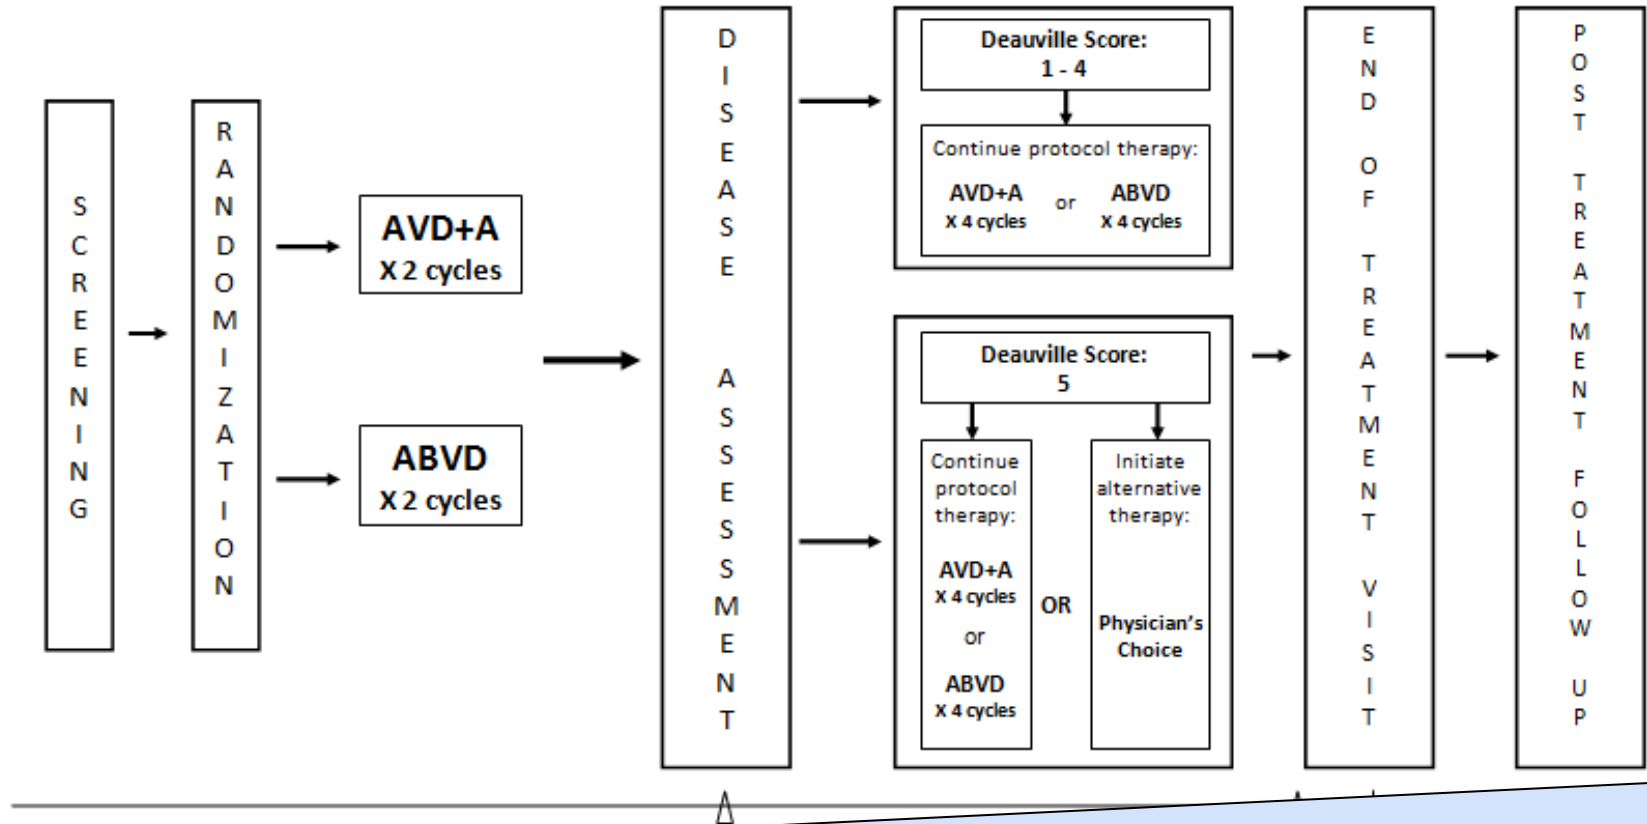 SCREENING
RANDOMIZATION
AVD+A
X 2 cycles
ABVD
X 2 cycles
DISEASE ASSESSMENT
Deauville Score:
1 - 4
Continue protocol therapy:
AVD+A or ABVD
X 4 cycles X 4 cycles
Deauville Score:
5
Continue
protocol
therapy:
AVD+A
X 4 cycles
or
ABVD
X 4 cycles
OR
Initiate
alternative
therapy:
Physician's
Choice
END OF TREATMENT VISIT
POST TREATMENT FOLLOW UP